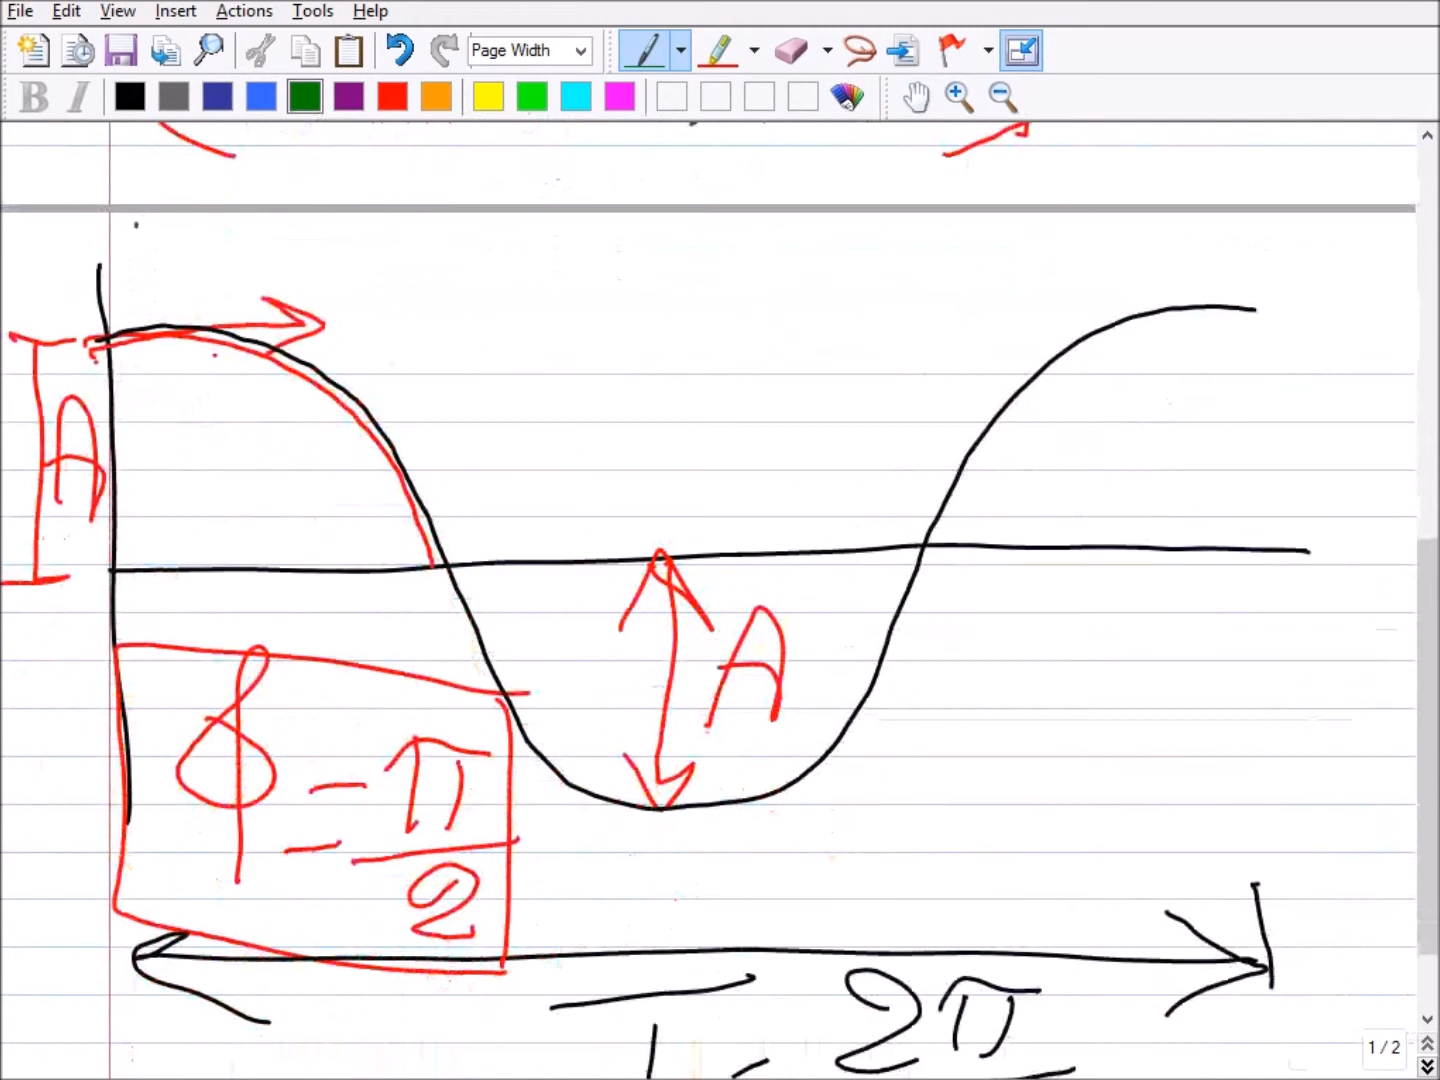 File Edit View Insert Actions Tools Help
Page Width
B I
A
A
ϕ = π/2
T = 2π
1 / 2